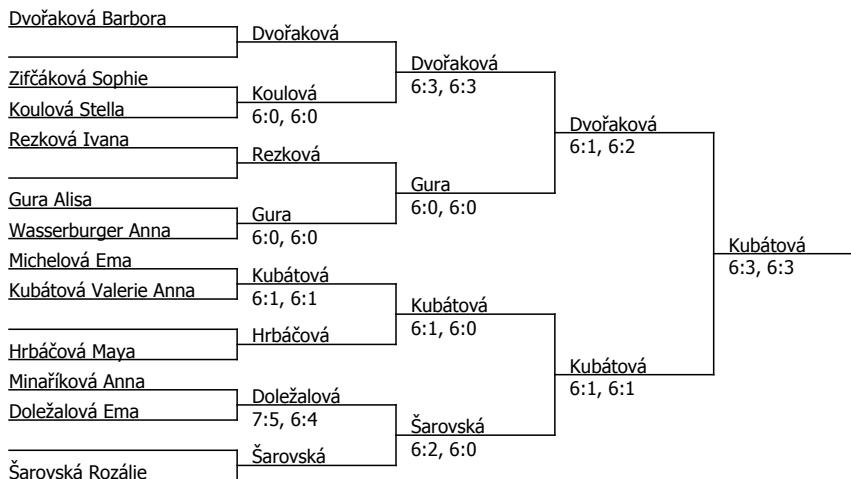 Dvořaková Barbora
Zifčáková Sophie
Koulová Stella
Rezková Ivana
Gura Alisa
Wasserburger Anna
Michelová Ema
Kubátová Valerie Anna
Hrbáčová Maya
Minaříková Anna
Doležalová Ema
Šarovská Rozálie
Dvořaková
Koulová
6:0, 6:0
Rezková
Gura
6:0, 6:0
Kubátová
6:1, 6:1
Hrbáčová
Doležalová
7:5, 6:4
Šarovská
Dvořaková
6:3, 6:3
Gura
6:0, 6:0
Kubátová
6:1, 6:0
Šarovská
6:2, 6:0
Dvořaková
6:1, 6:2
Kubátová
6:1, 6:1
Kubátová
6:3, 6:3